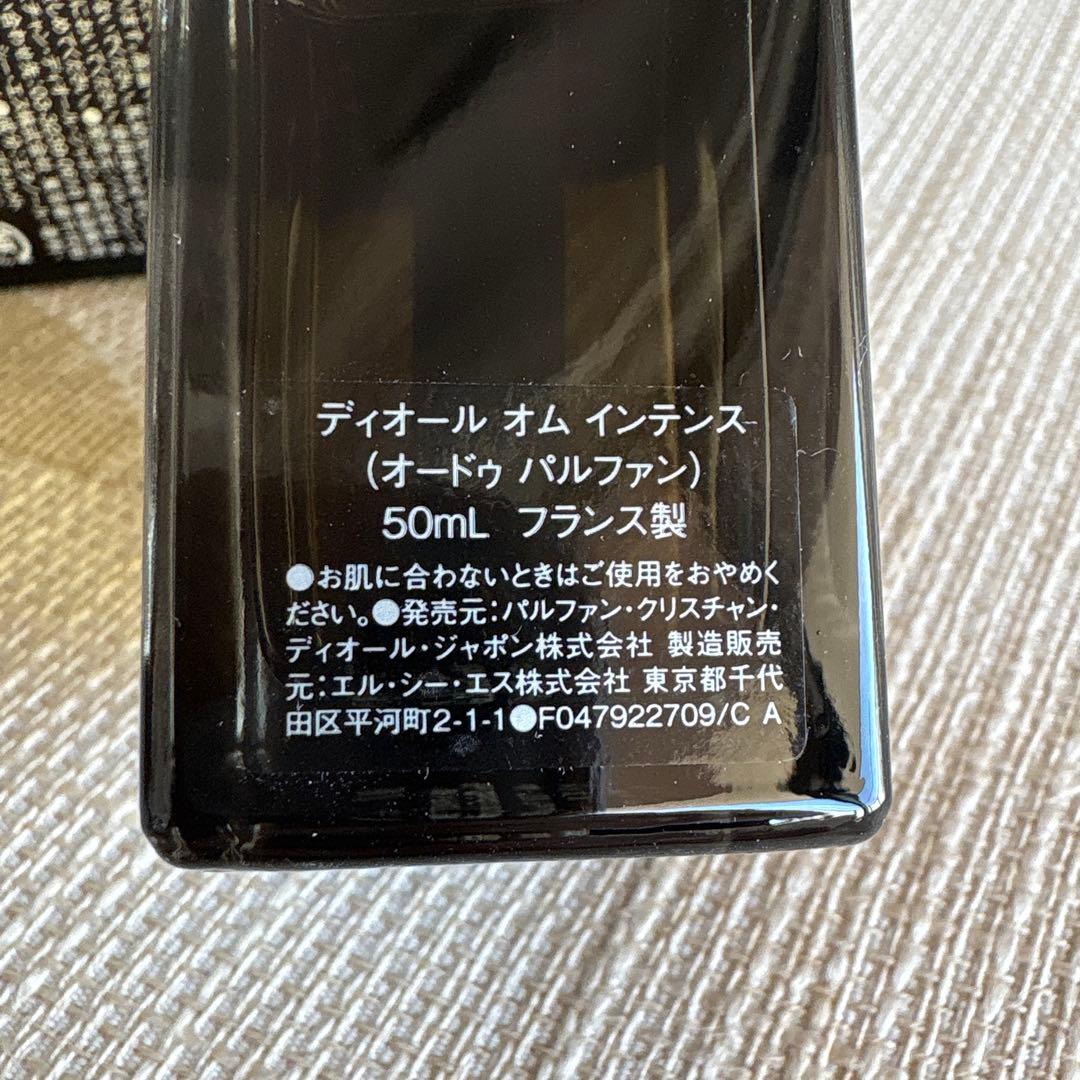 ディオール オム インテンス
(オードゥ パルファン)
50mL フランス製
●お肌に合わないときはご使用をおやめく
ださい。●発売元：パルファン・クリスチャン・
ディオール・ジャポン株式会社 製造販売
元：エル・シー・エス株式会社 東京都千代
田区平河町2-1-1●F047922709/C A